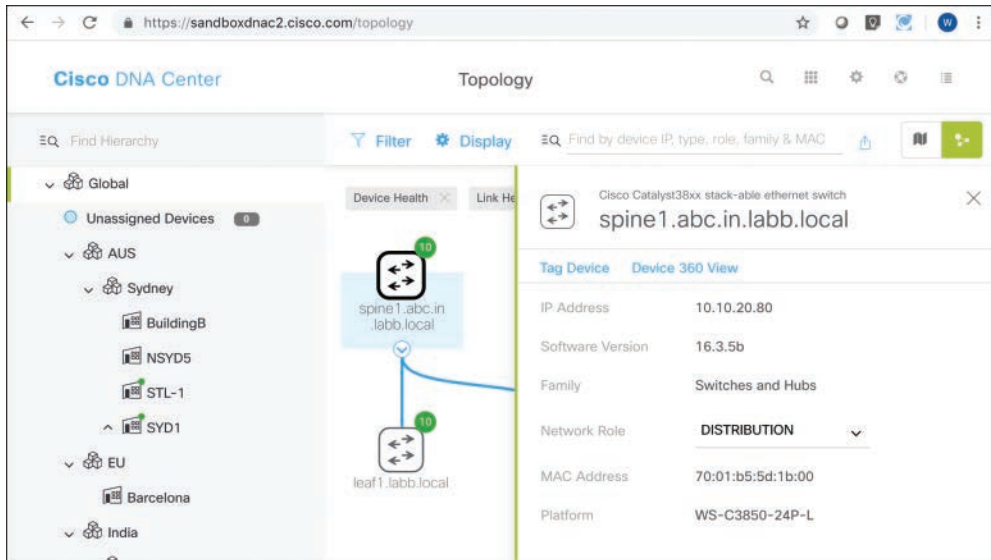 https://sandboxdnac2.cisco.com/topology
W
Cisco DNA Center
Topology
Find Hierarchy
Filter
Display
Find by device IP, type, role, family & MAC
Global
Unassigned Devices 0
AUS
Sydney
BuildingB
NSYD5
STL-1
SYD1
EU
Barcelona
India
Device Health
Link He
10
spine1.abc.in
.labb.local
10
leaf1.labb.local
Cisco Catalyst38xx stack-able ethernet switch
spine1.abc.in.labb.local
Tag Device Device 360 View
IP Address 10.10.20.80
Software Version 16.3.5b
Family Switches and Hubs
Network Role DISTRIBUTION
MAC Address 70:01:b5:5d:1b:00
Platform WS-C3850-24P-L